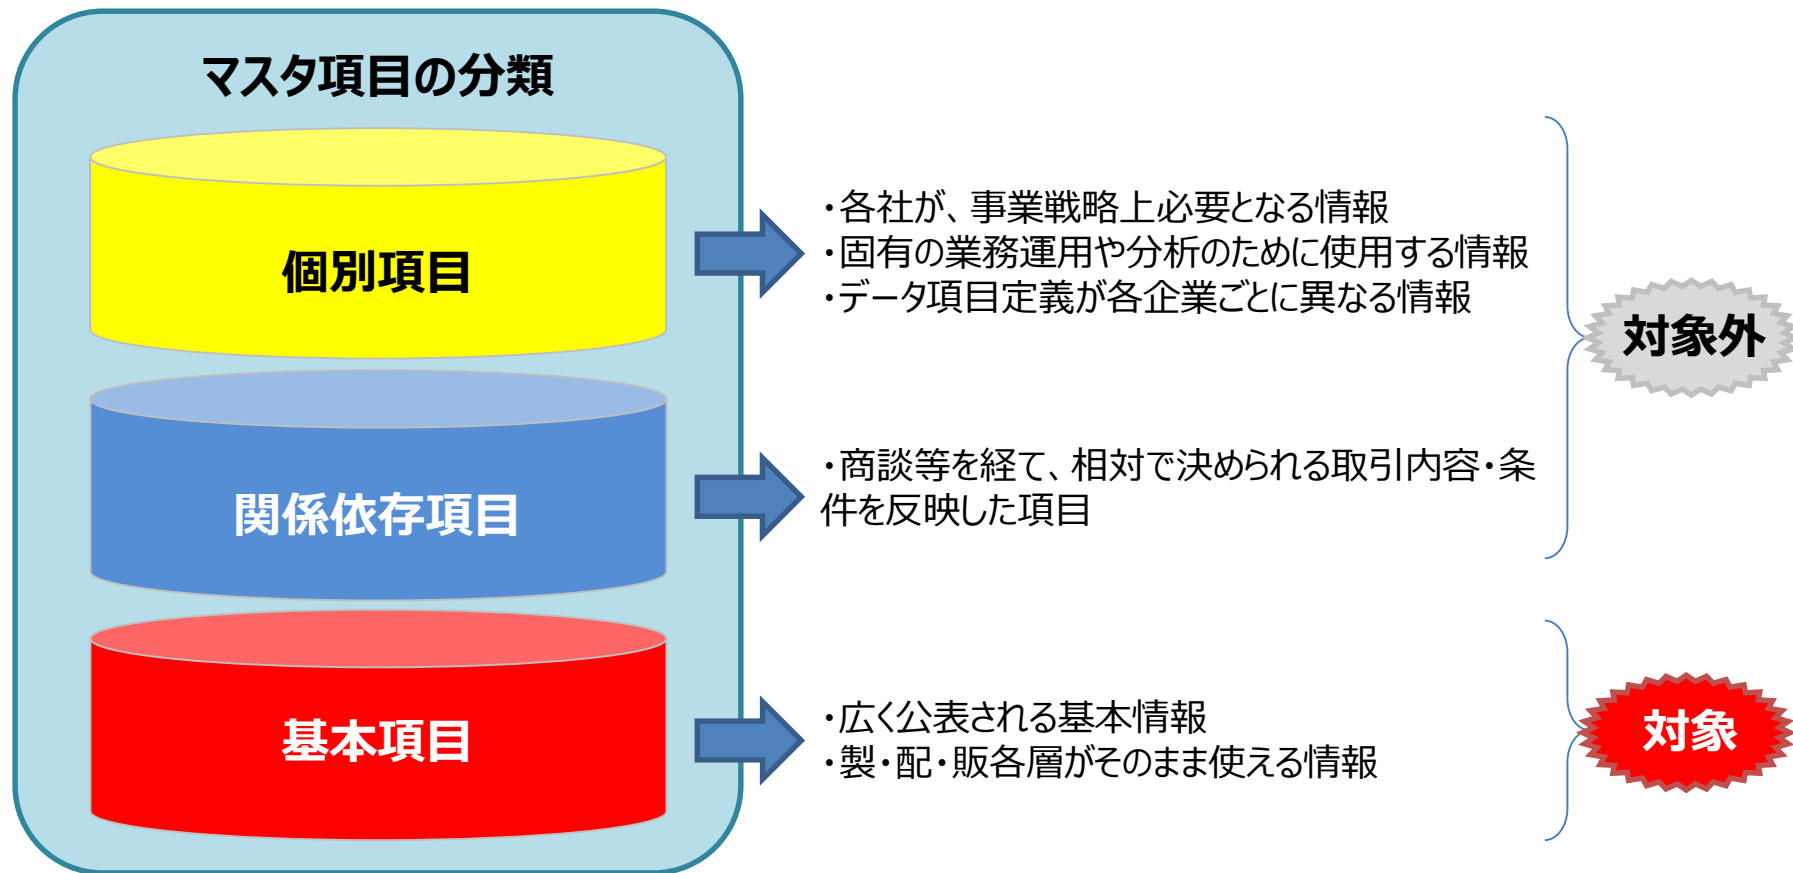 マスタ項目の分類
個別項目
・各社が、事業戦略上必要となる情報
・固有の業務運用や分析のために使用する情報
・データ項目定義が各企業ごとに異なる情報
対象外
関係依存項目
・商談等を経て、相対で決められる取引内容・条
件を反映した項目
基本項目
・広く公表される基本情報
・製・配・販各層がそのまま使える情報
対象